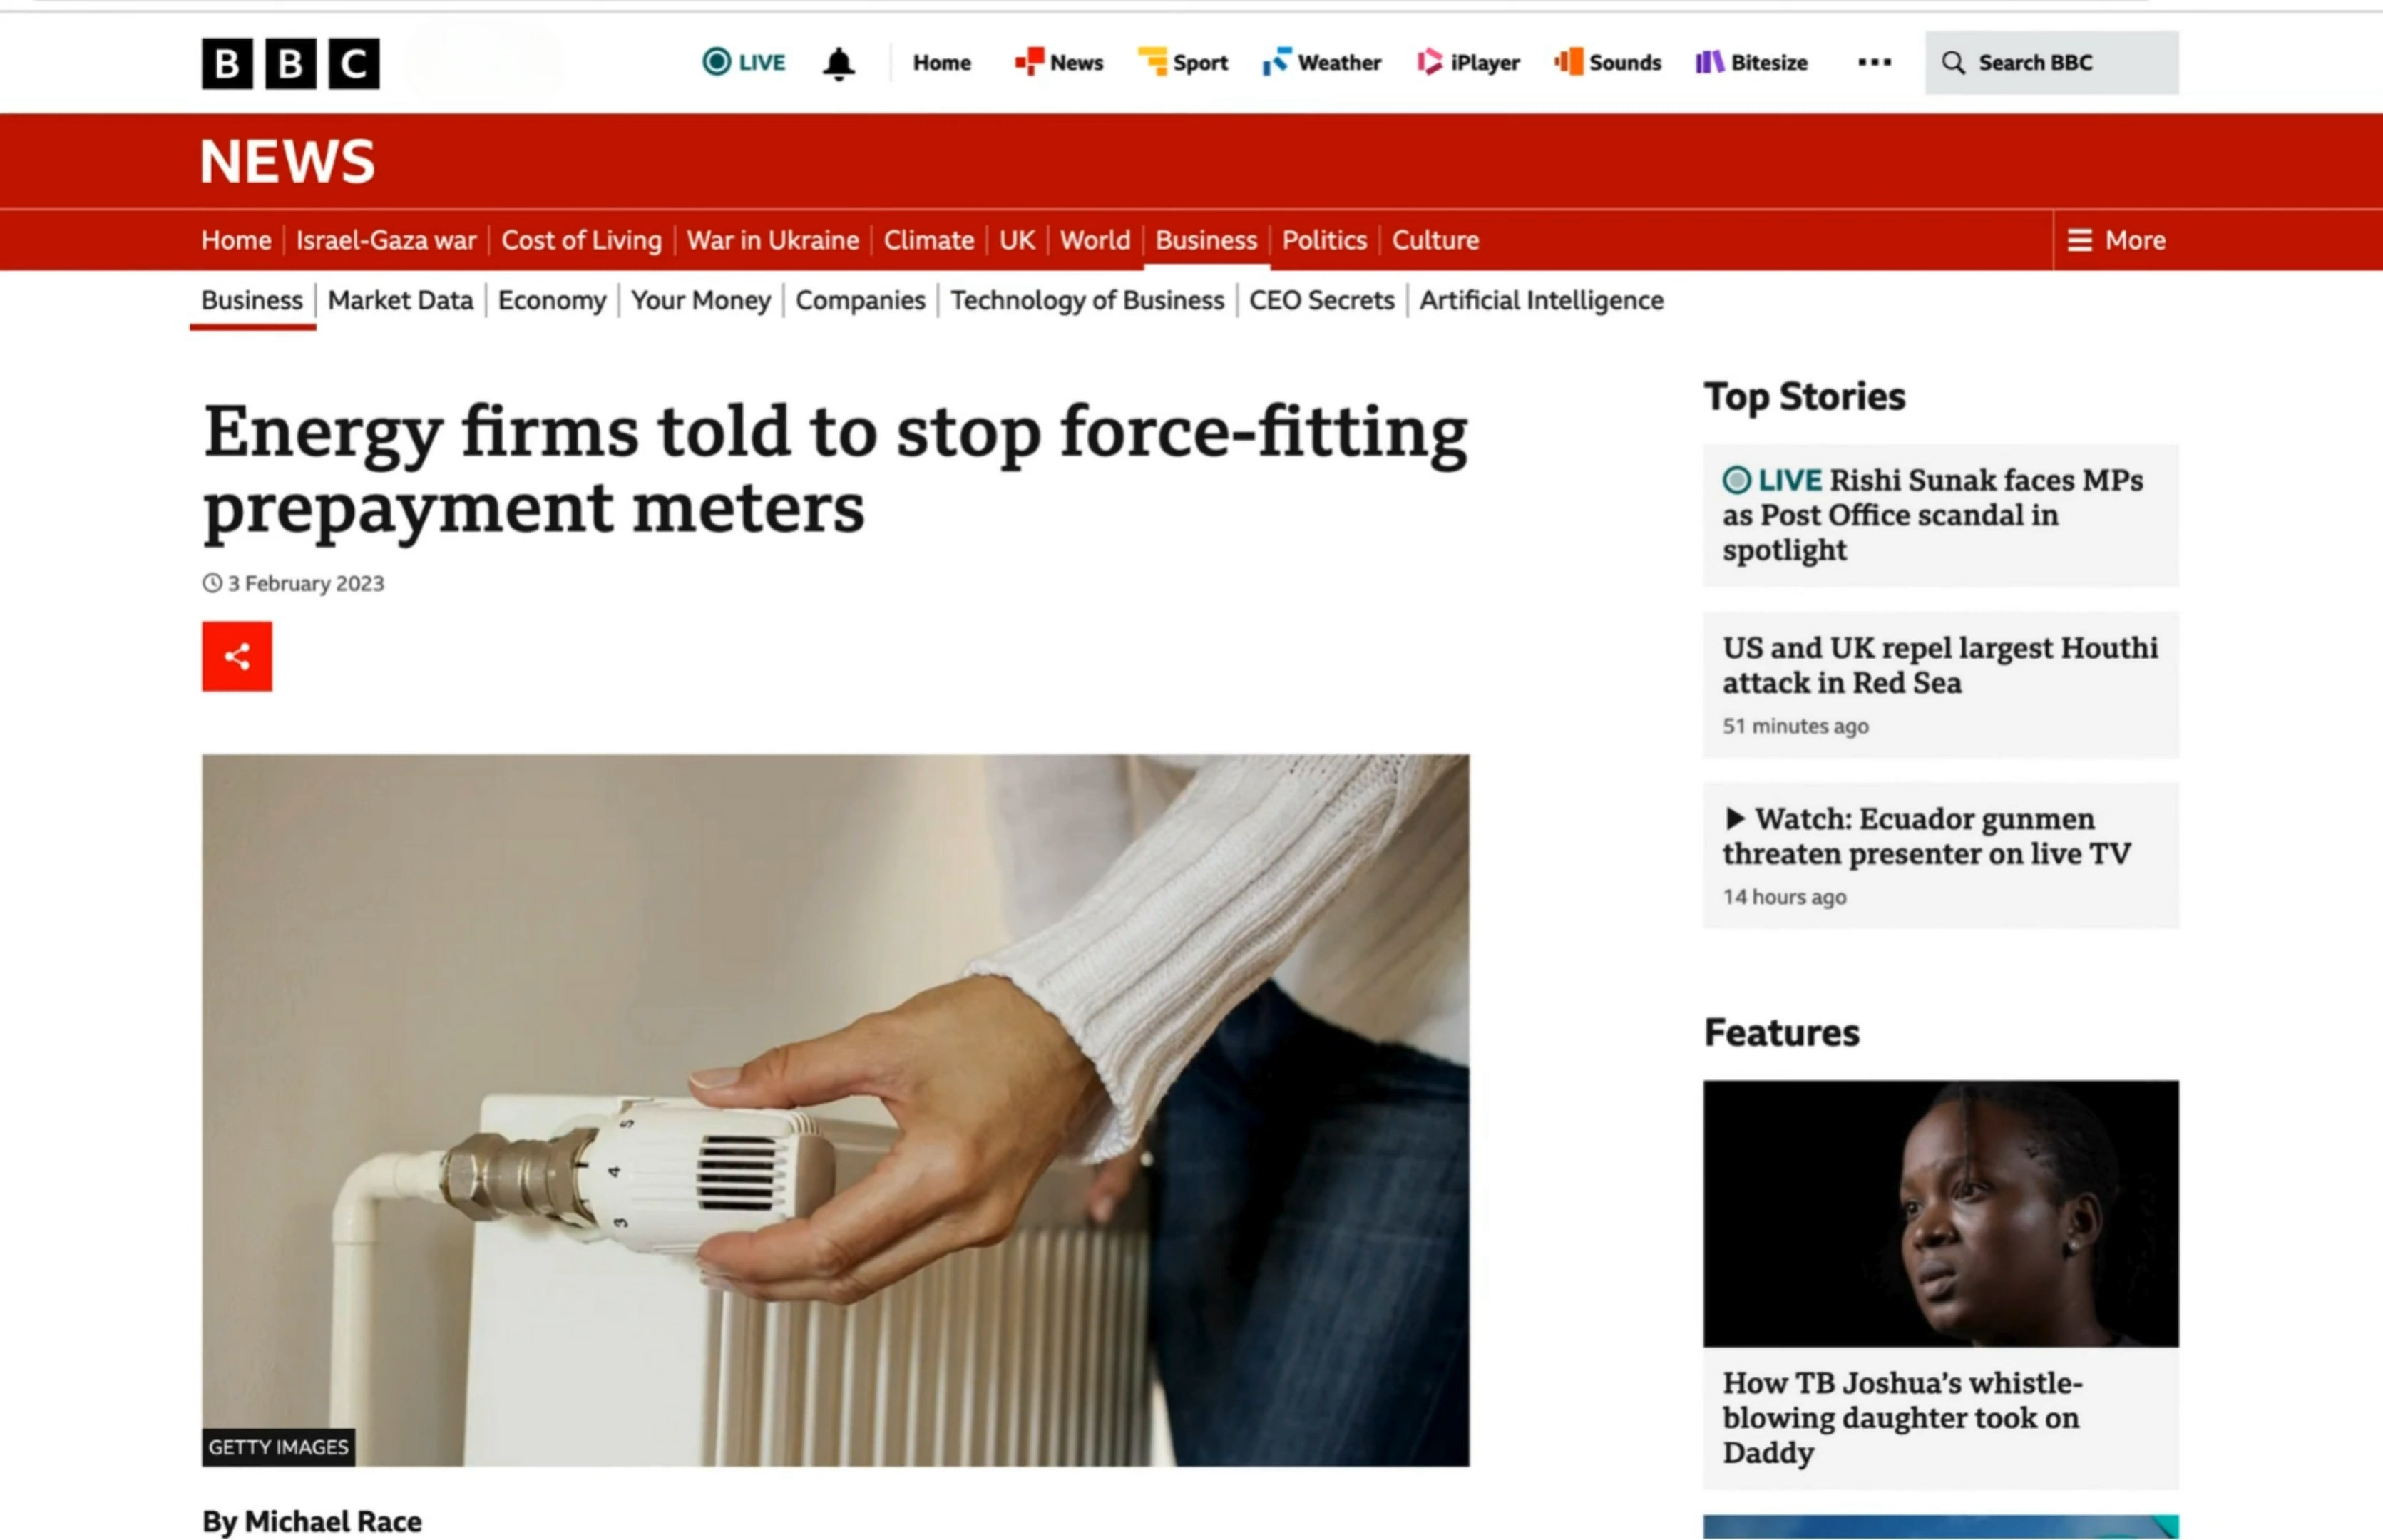 BBC
LIVE
Home
News
Sport
Weather
iPlayer
Sounds
Bitesize
Search BBC
NEWS
Home
Israel-Gaza war
Cost of Living
War in Ukraine
Climate
UK
World
Business
Politics
Culture
More
Business
Market Data
Economy
Your Money
Companies
Technology of Business
CEO Secrets
Artificial Intelligence
Energy firms told to stop force-fitting
prepayment meters
3 February 2023
5
4
3
GETTY IMAGES
By Michael Race
Top Stories
LIVE Rishi Sunak faces MPs
as Post Office scandal in
spotlight
US and UK repel largest Houthi
attack in Red Sea
51 minutes ago
Watch: Ecuador gunmen
threaten presenter on live TV
14 hours ago
Features
How TB Joshua's whistle-
blowing daughter took on
Daddy